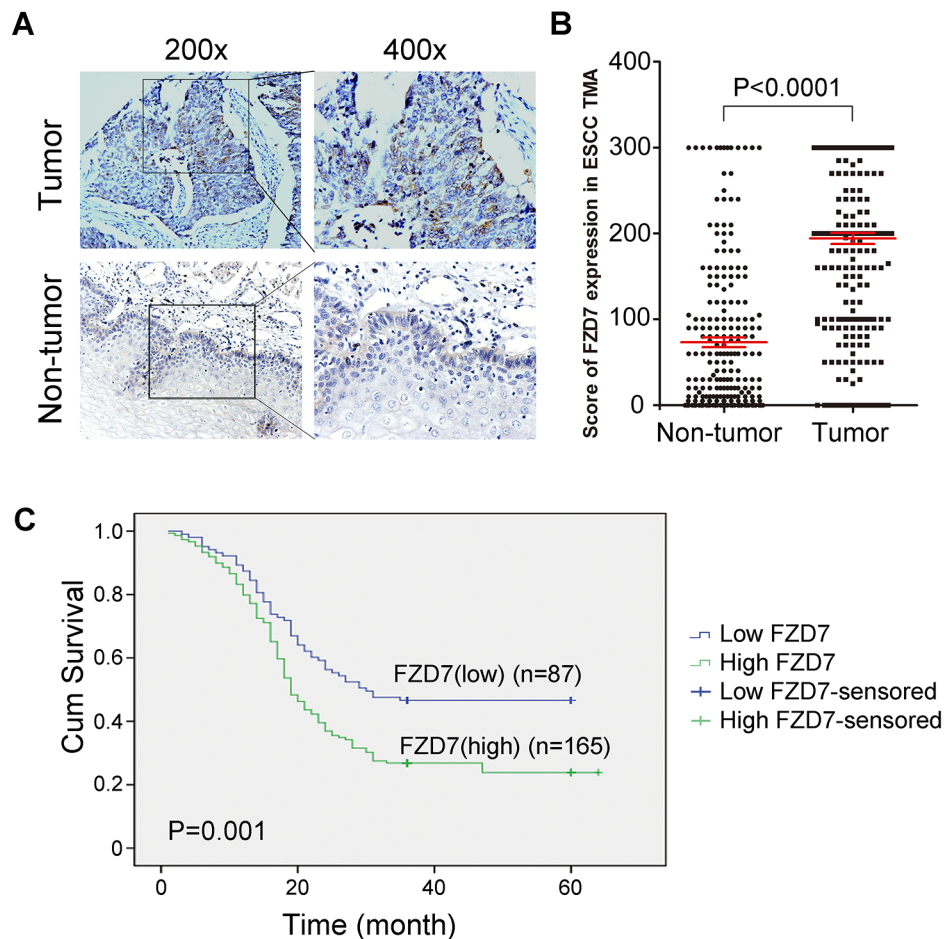 A
200x
400x
Tumor
Non-tumor
B
Score of FZD7 expression in ESCC TMA
400
300
200
100
0
P<0.0001
Non-tumor
Tumor
C
Cum Survival
1.0
0.8
0.6
0.4
0.2
0
FZD7(low) (n=87)
FZD7(high) (n=165)
P=0.001
0
20
40
60
Time (month)
Low FZD7
High FZD7
Low FZD7-sensored
High FZD7-sensored